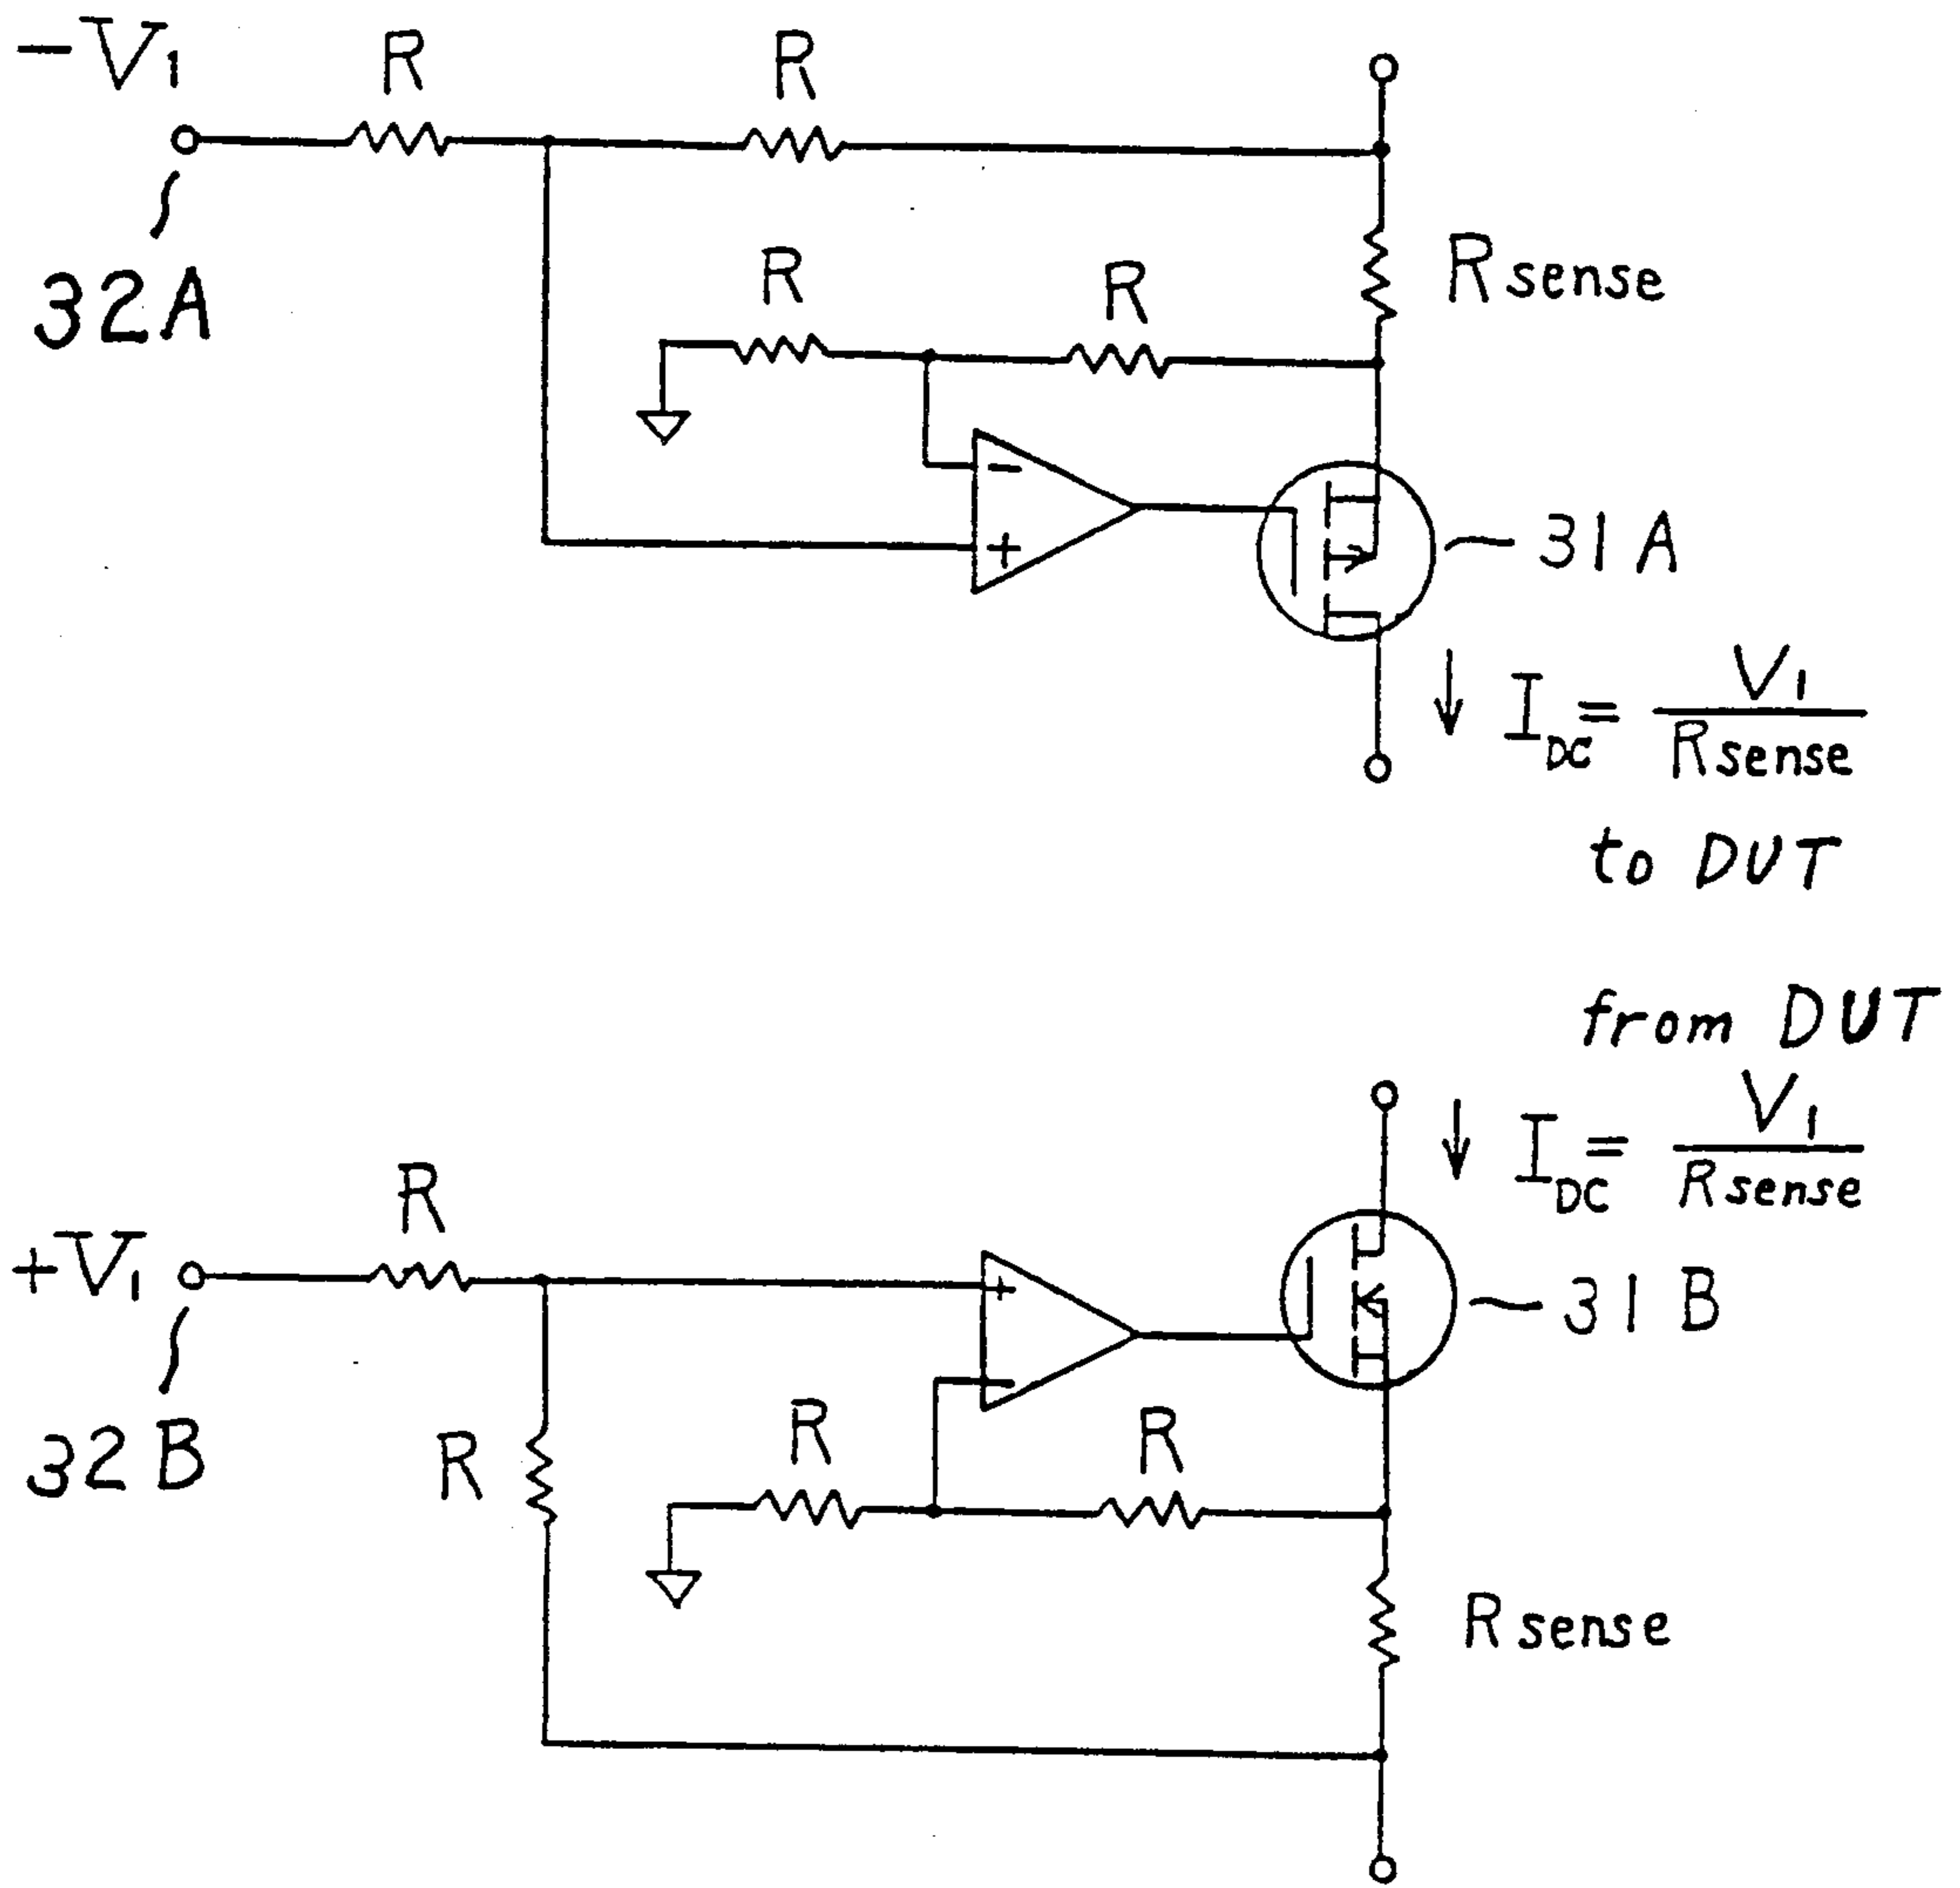 −V1
R
R
32A
R
R
Rsense
−
+
31A
IDC = V1 / Rsense
to DUT
from DUT
IDC = V1 / Rsense
+V1
R
+
−
31B
32B
R
R
R
Rsense